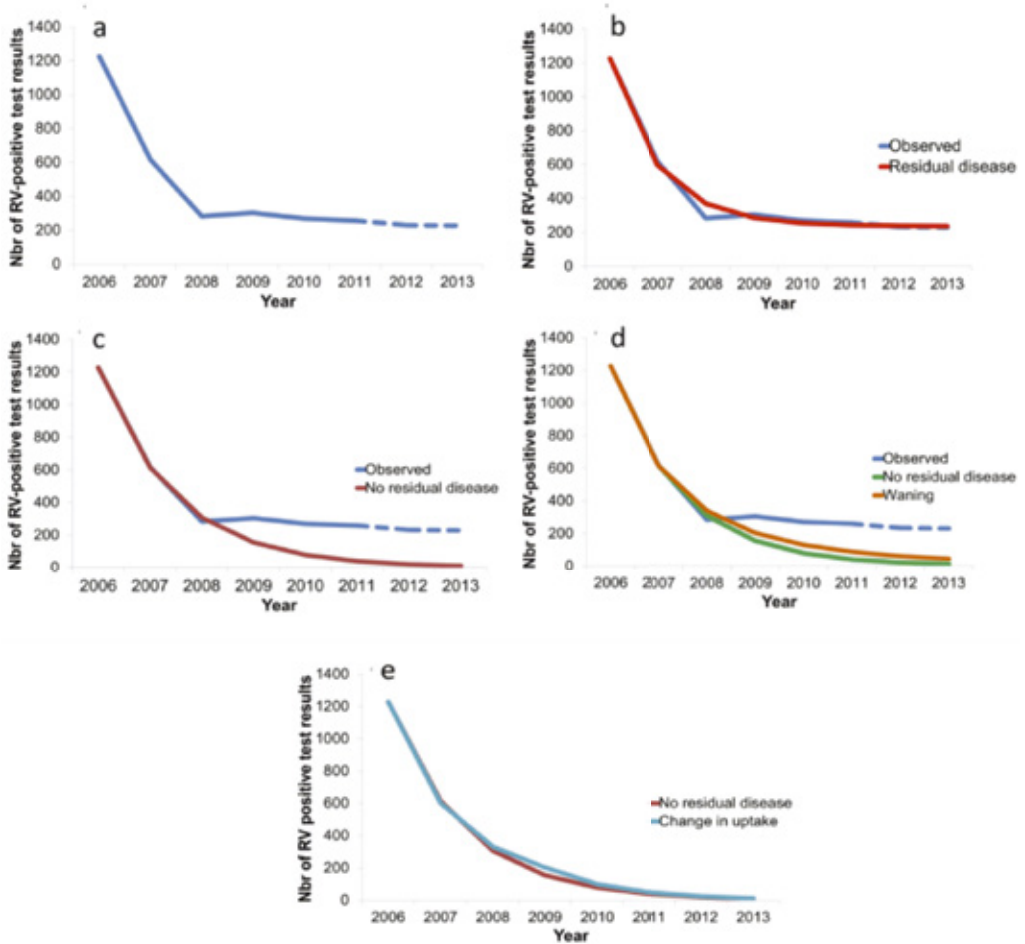 a
Nbr of RV-positive test results
1400
1200
1000
800
600
400
200
0
2006 2007 2008 2009 2010 2011 2012 2013
Year
b
Nbr of RV-positive test results
1400
1200
1000
800
600
400
200
0
Observed
Residual disease
2006 2007 2008 2009 2010 2011 2012 2013
Year
c
Nbr of RV-positive test results
1400
1200
1000
800
600
400
200
0
Observed
No residual disease
2006 2007 2008 2009 2010 2011 2012 2013
Year
d
Nbr of RV-positive test results
1400
1200
1000
800
600
400
200
0
Observed
No residual disease
Waning
2006 2007 2008 2009 2010 2011 2012 2013
Year
e
Nbr of RV positive test results
1400
1200
1000
800
600
400
200
0
No residual disease
Change in uptake
2006 2007 2008 2009 2010 2011 2012 2013
Year